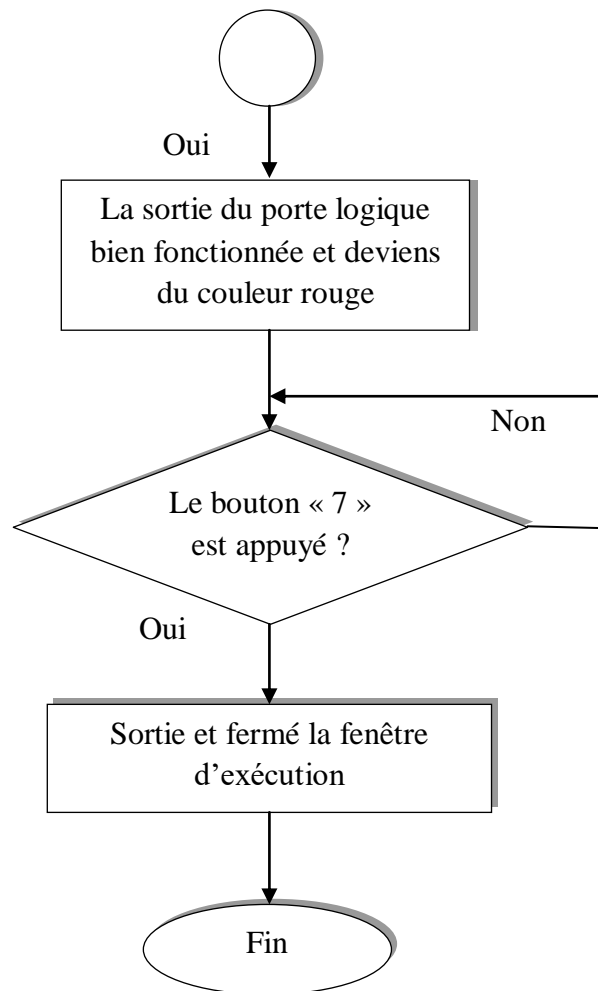 Oui
La sortie du porte logique
bien fonctionnée et deviens
du couleur rouge
Non
Le bouton « 7 »
est appuyé ?
Oui
Sortie et fermé la fenêtre
d’exécution
Fin